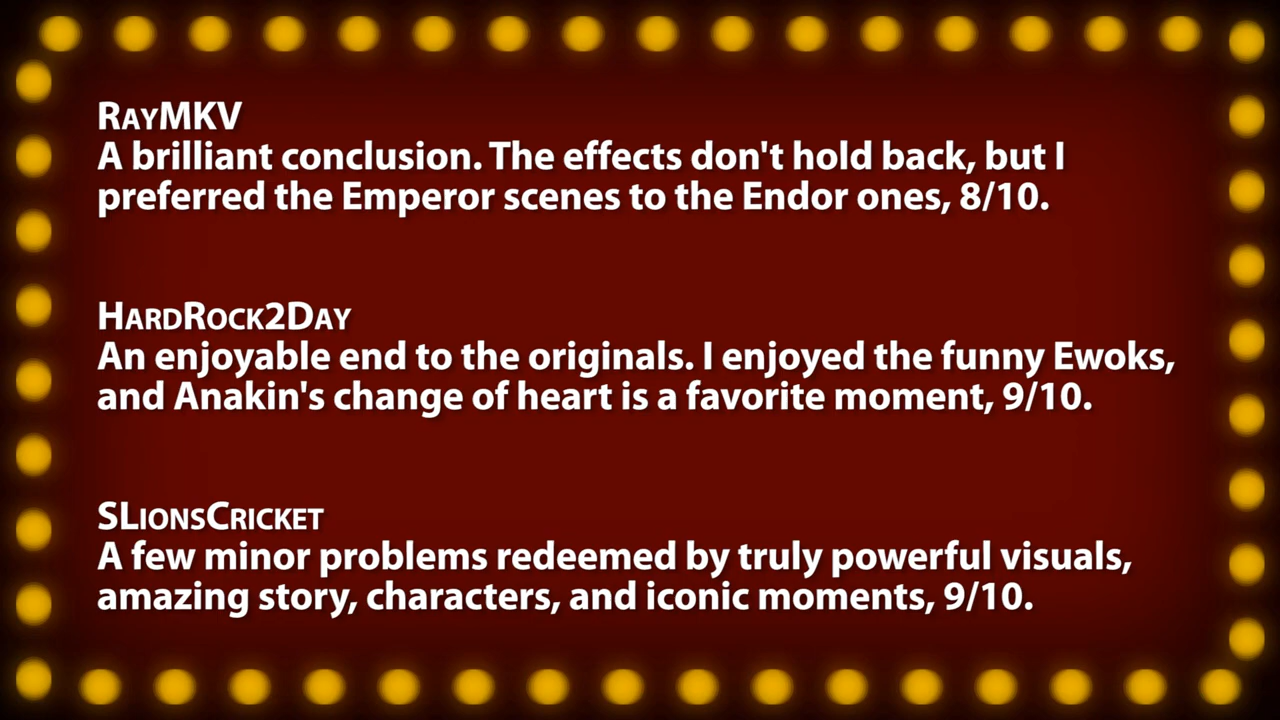 RayMKV
A brilliant conclusion. The effects don't hold back, but I
preferred the Emperor scenes to the Endor ones, 8/10.
HardRock2Day
An enjoyable end to the originals. I enjoyed the funny Ewoks,
and Anakin's change of heart is a favorite moment, 9/10.
SLionsCricket
A few minor problems redeemed by truly powerful visuals,
amazing story, characters, and iconic moments, 9/10.